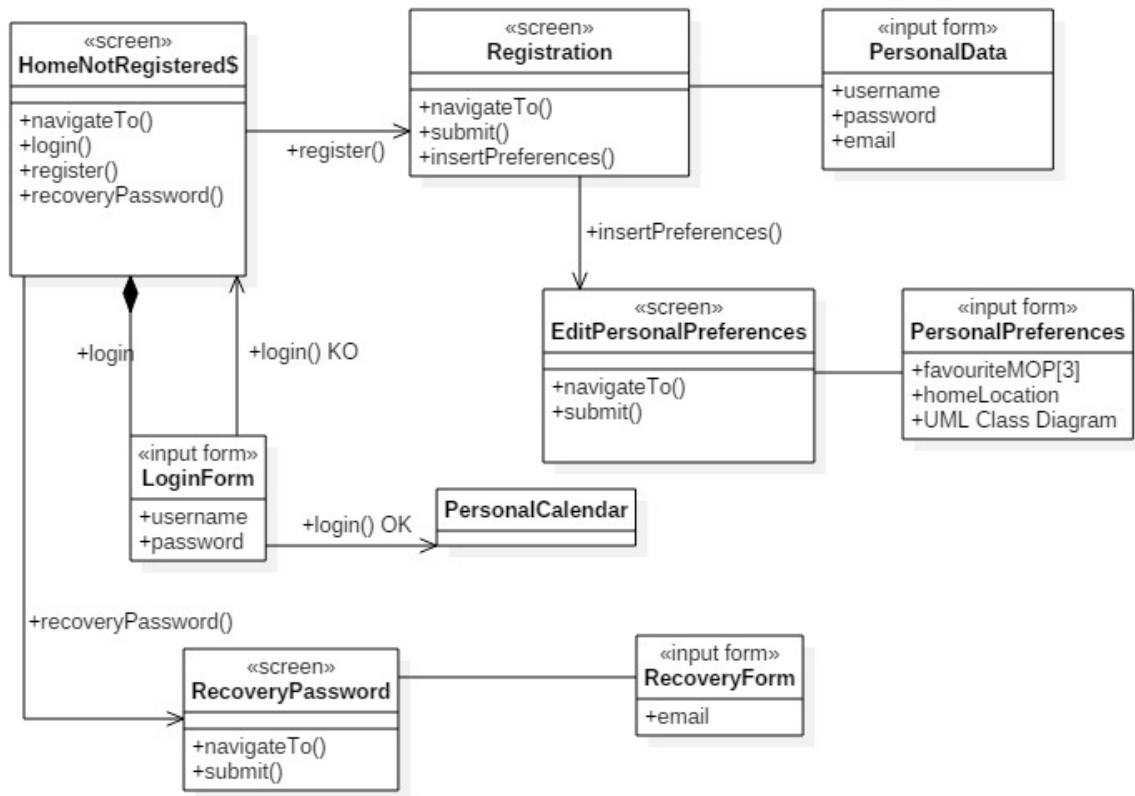 «screen»
HomeNotRegistered$
+navigateTo()
+login()
+register()
+recoveryPassword()
+register()
«screen»
Registration
+navigateTo()
+submit()
+insertPreferences()
«input form»
PersonalData
+username
+password
+email
+insertPreferences()
«screen»
EditPersonalPreferences
+navigateTo()
+submit()
«input form»
PersonalPreferences
+favouriteMOP[3]
+homeLocation
+UML Class Diagram
+login
+login() KO
«input form»
LoginForm
+username
+password
+login() OK
PersonalCalendar
+recoveryPassword()
«screen»
RecoveryPassword
+navigateTo()
+submit()
«input form»
RecoveryForm
+email